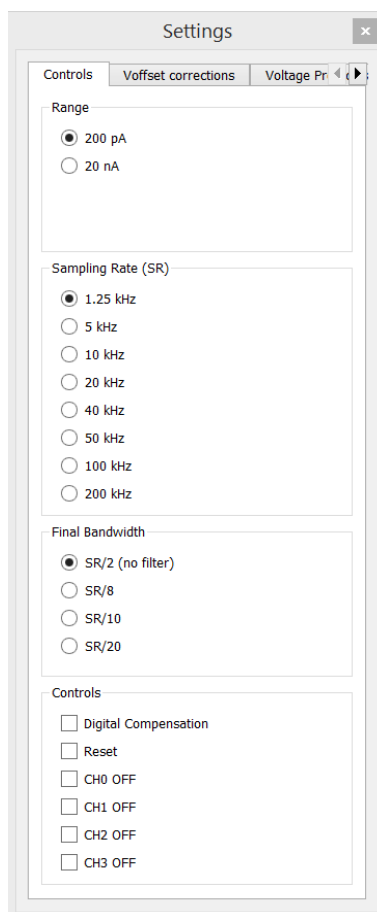 Settings
Controls
Voffset corrections
Voltage Pr
Range
200 pA
20 nA
Sampling Rate (SR)
1.25 kHz
5 kHz
10 kHz
20 kHz
40 kHz
50 kHz
100 kHz
200 kHz
Final Bandwidth
SR/2 (no filter)
SR/8
SR/10
SR/20
Controls
Digital Compensation
Reset
CH0 OFF
CH1 OFF
CH2 OFF
CH3 OFF